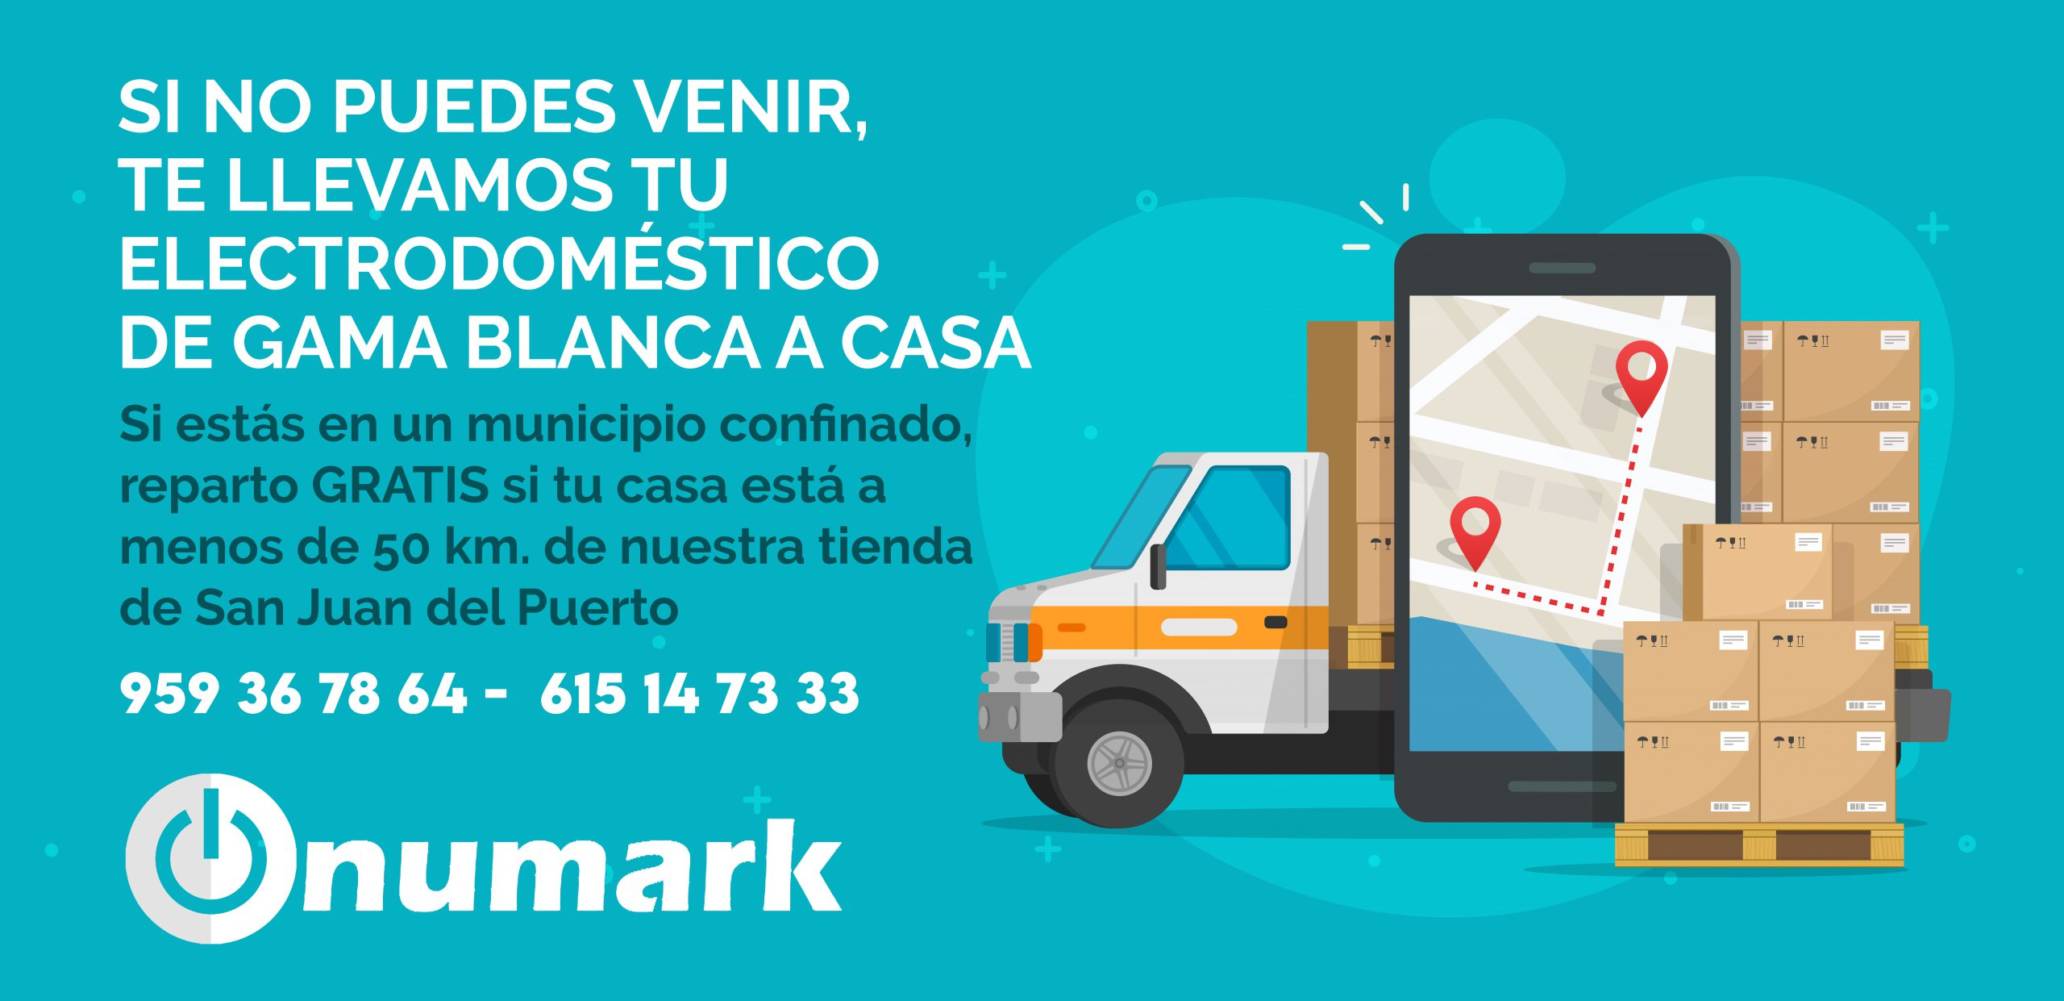 SI NO PUEDES VENIR,
TE LLEVAMOS TU
ELECTRODOMÉSTICO
DE GAMA BLANCA A CASA
Si estás en un municipio confinado,
reparto GRATIS si tu casa está a
menos de 50 km. de nuestra tienda
de San Juan del Puerto
959 36 78 64 - 615 14 73 33
numark